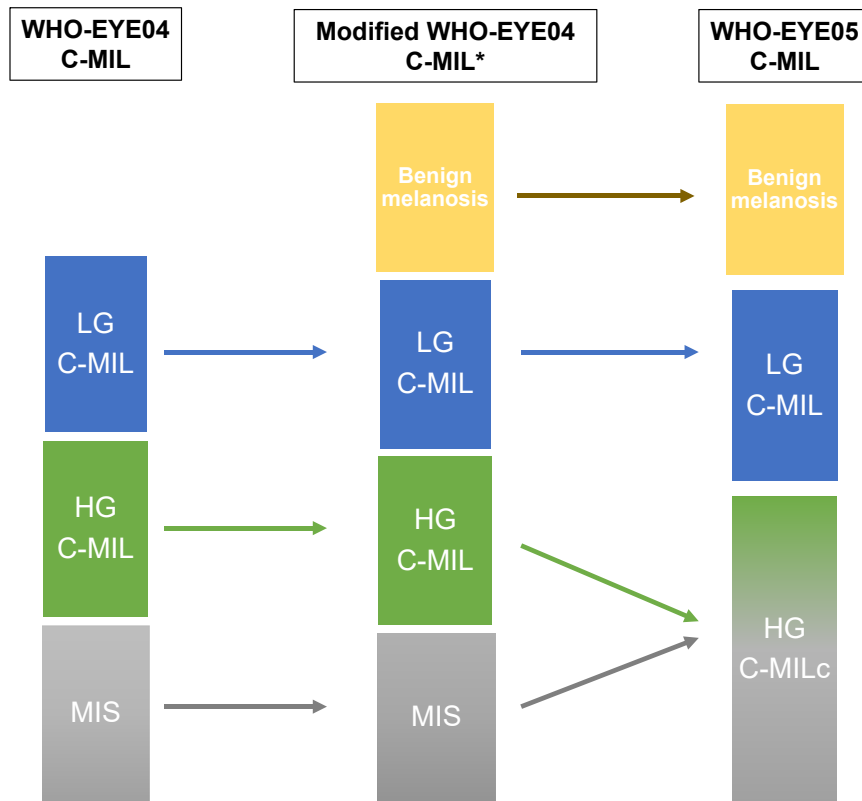 WHO-EYE04
C-MIL
Modified WHO-EYE04
C-MIL*
WHO-EYE05
C-MIL
Benign
melanosis
Benign
melanosis
LG
C-MIL
LG
C-MIL
LG
C-MIL
HG
C-MIL
HG
C-MIL
HG
C-MILc
MIS
MIS